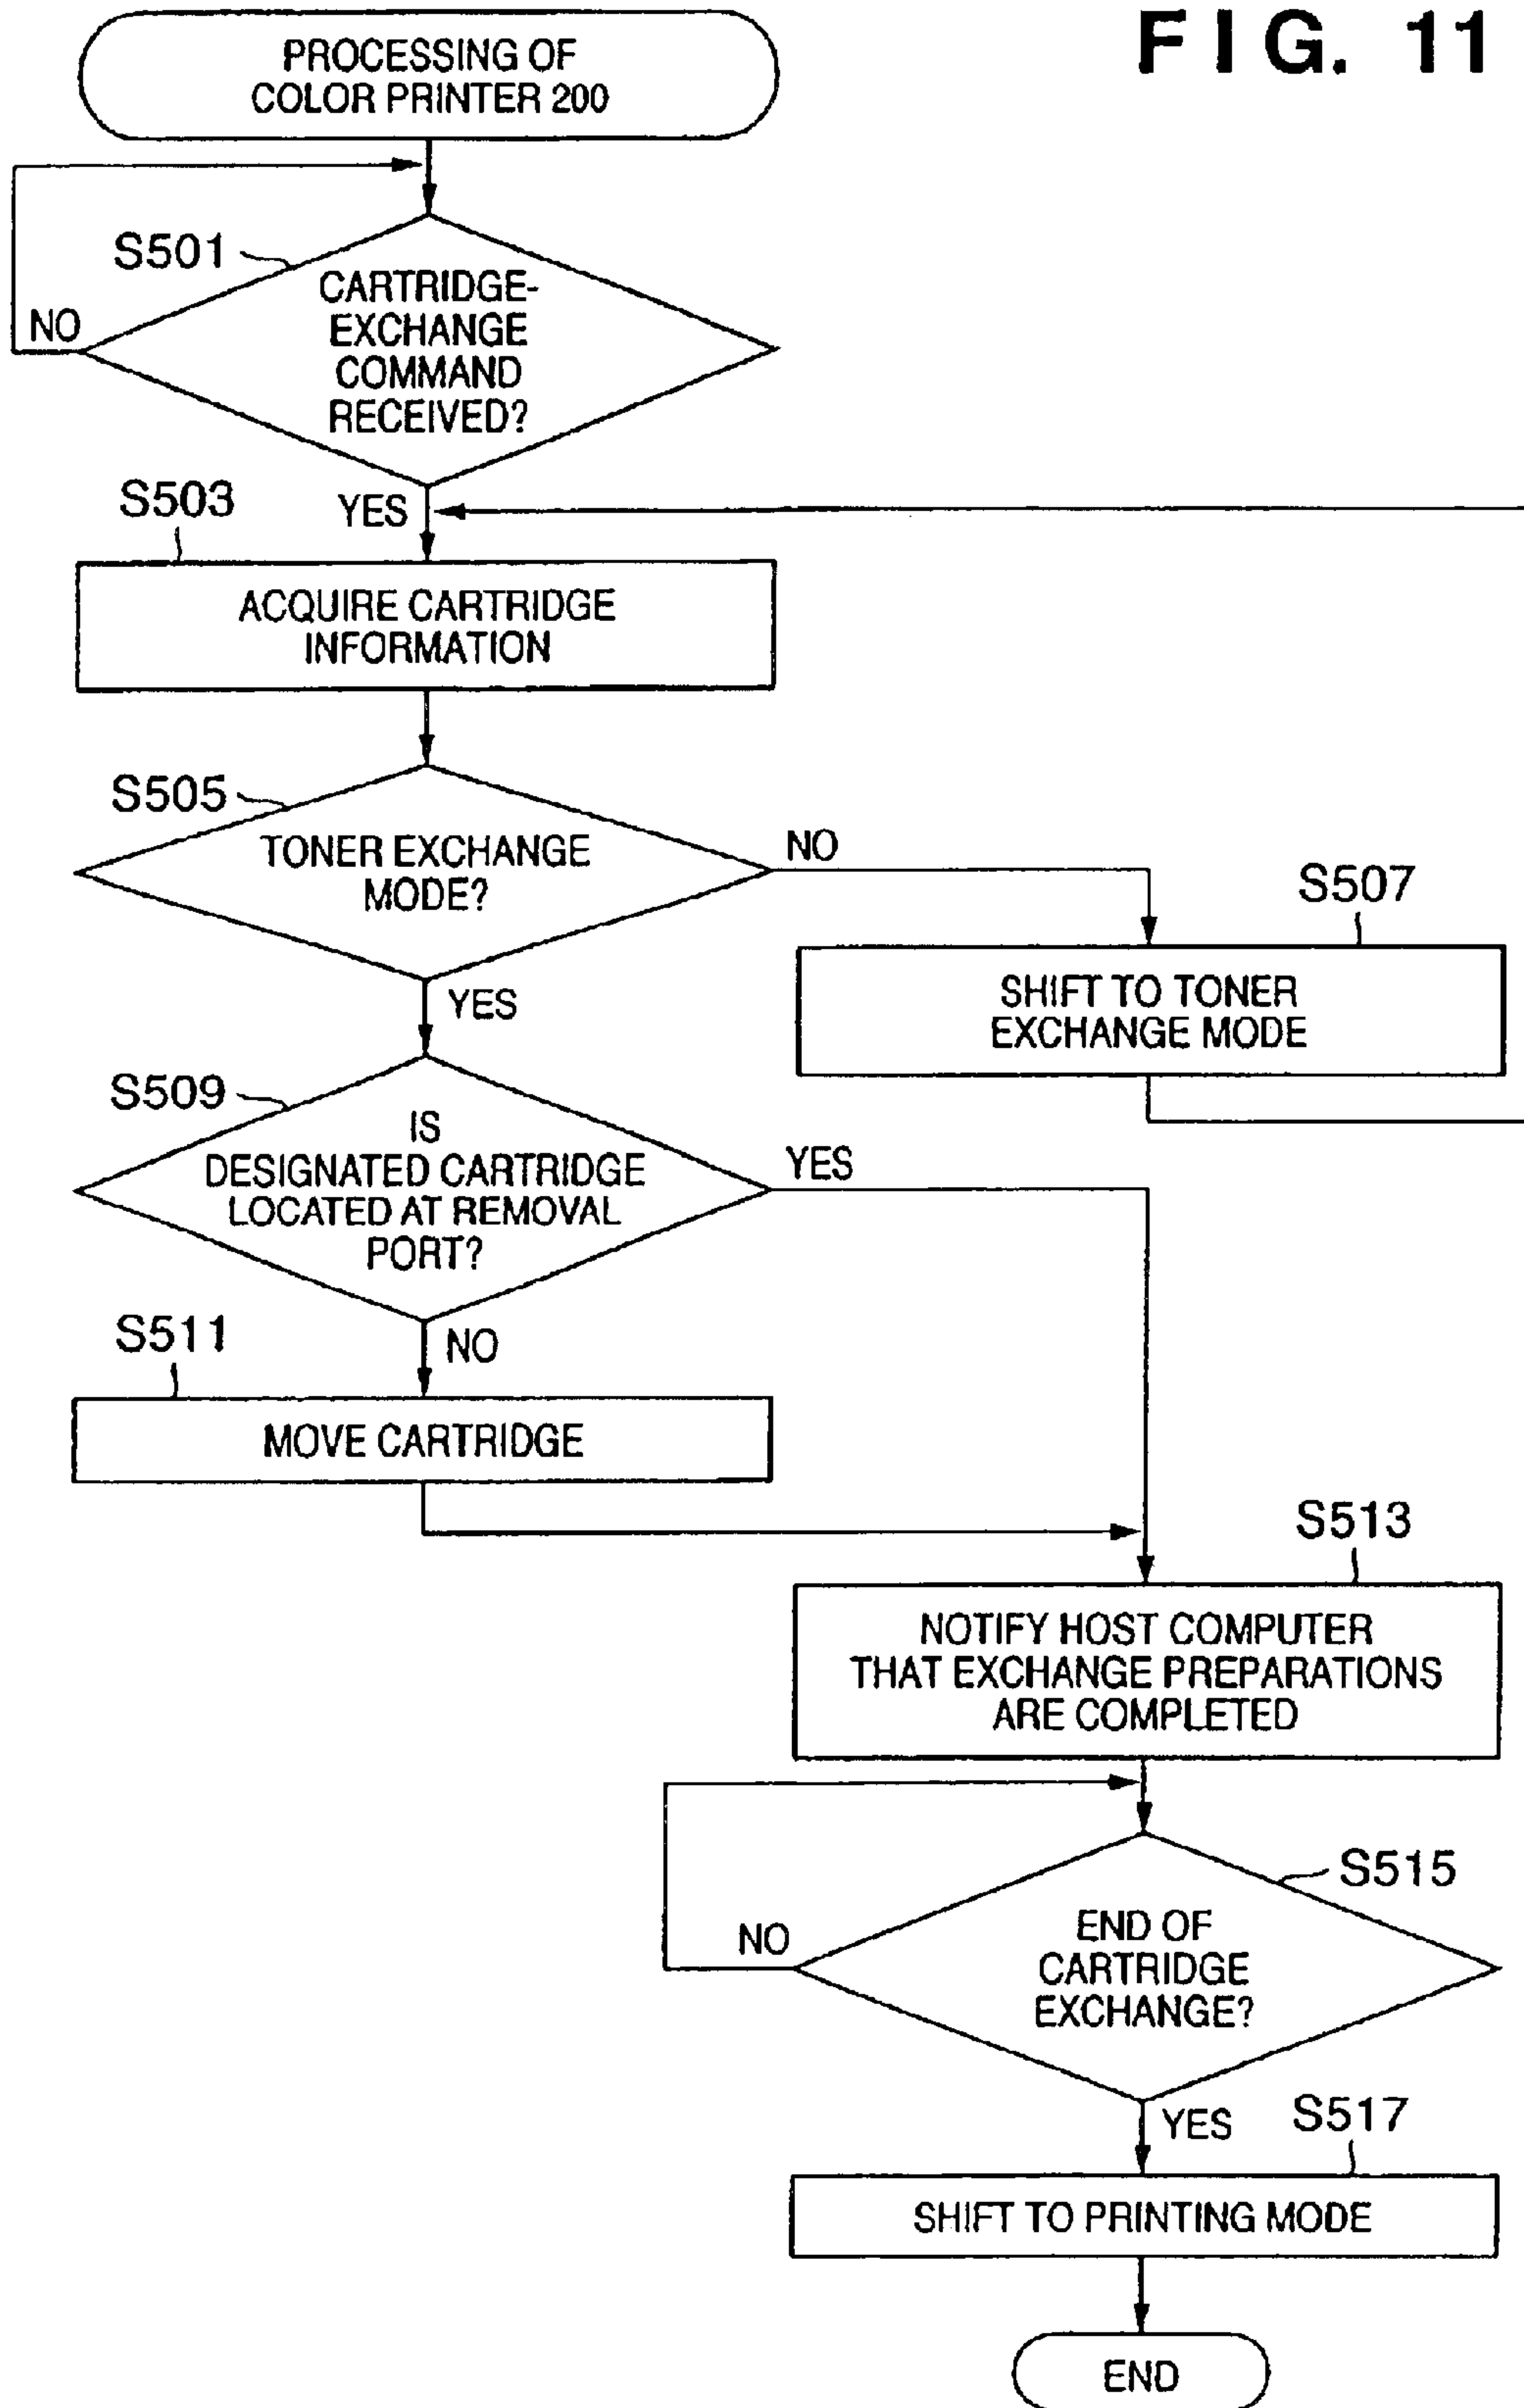 FIG. 11
PROCESSING OF
COLOR PRINTER 200
S501
CARTRIDGE-
EXCHANGE
COMMAND
RECEIVED?
NO
YES
S503
ACQUIRE CARTRIDGE
INFORMATION
S505
TONER EXCHANGE
MODE?
NO
S507
SHIFT TO TONER
EXCHANGE MODE
YES
S509
IS
DESIGNATED CARTRIDGE
LOCATED AT REMOVAL
PORT?
YES
NO
S511
MOVE CARTRIDGE
S513
NOTIFY HOST COMPUTER
THAT EXCHANGE PREPARATIONS
ARE COMPLETED
S515
END OF
CARTRIDGE
EXCHANGE?
NO
YES
S517
SHIFT TO PRINTING MODE
END